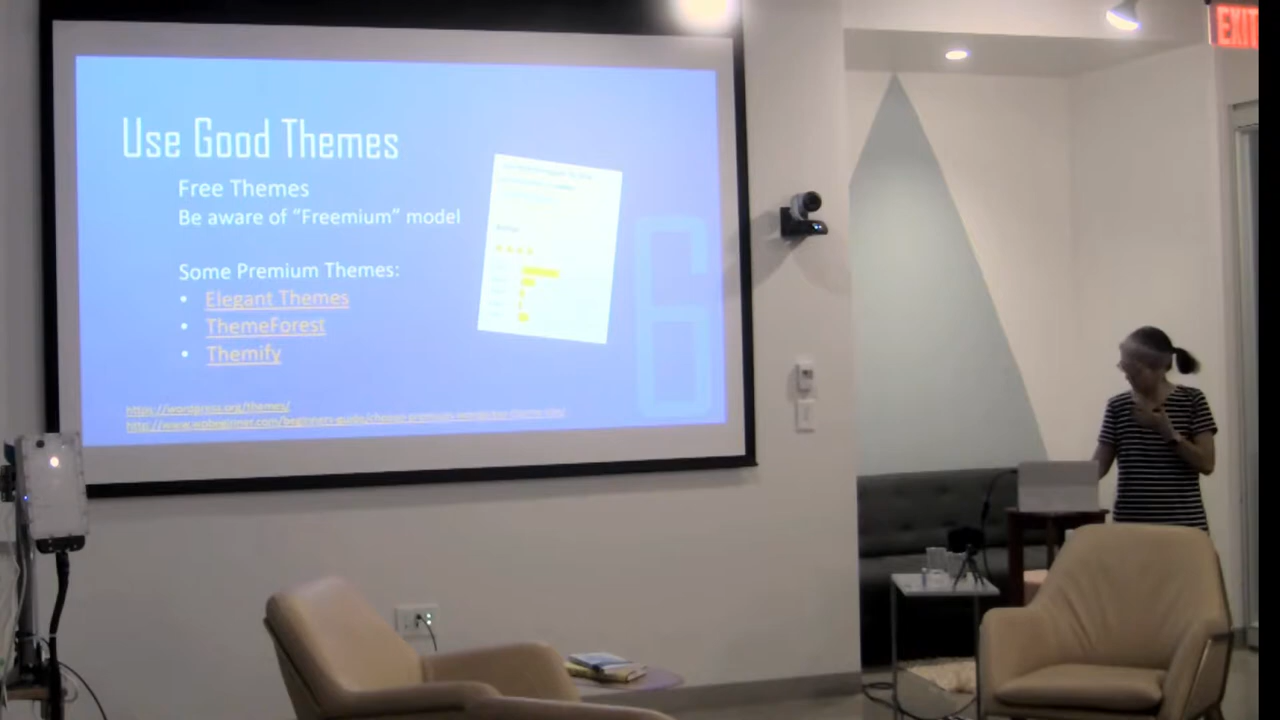 EXIT
Use Good Themes
Free Themes
Be aware of “Freemium” model
Some Premium Themes:
• Elegant Themes
• ThemeForest
• Themify
6
https://wordpress.org/themes/